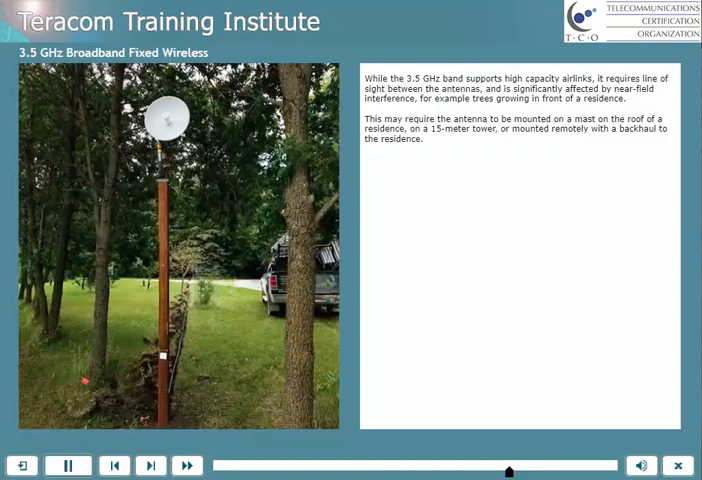 Teracom Training Institute
TELECOMMUNICATIONS
CERTIFICATION
ORGANIZATION
T·C·O
3.5 GHz Broadband Fixed Wireless
While the 3.5 GHz band supports high capacity airlinks, it requires line of
sight between the antennas, and is significantly affected by near-field
interference, for example trees growing in front of a residence.
This may require the antenna to be mounted on a mast on the roof of a
residence, on a 15-meter tower, or mounted remotely with a backhaul to
the residence.